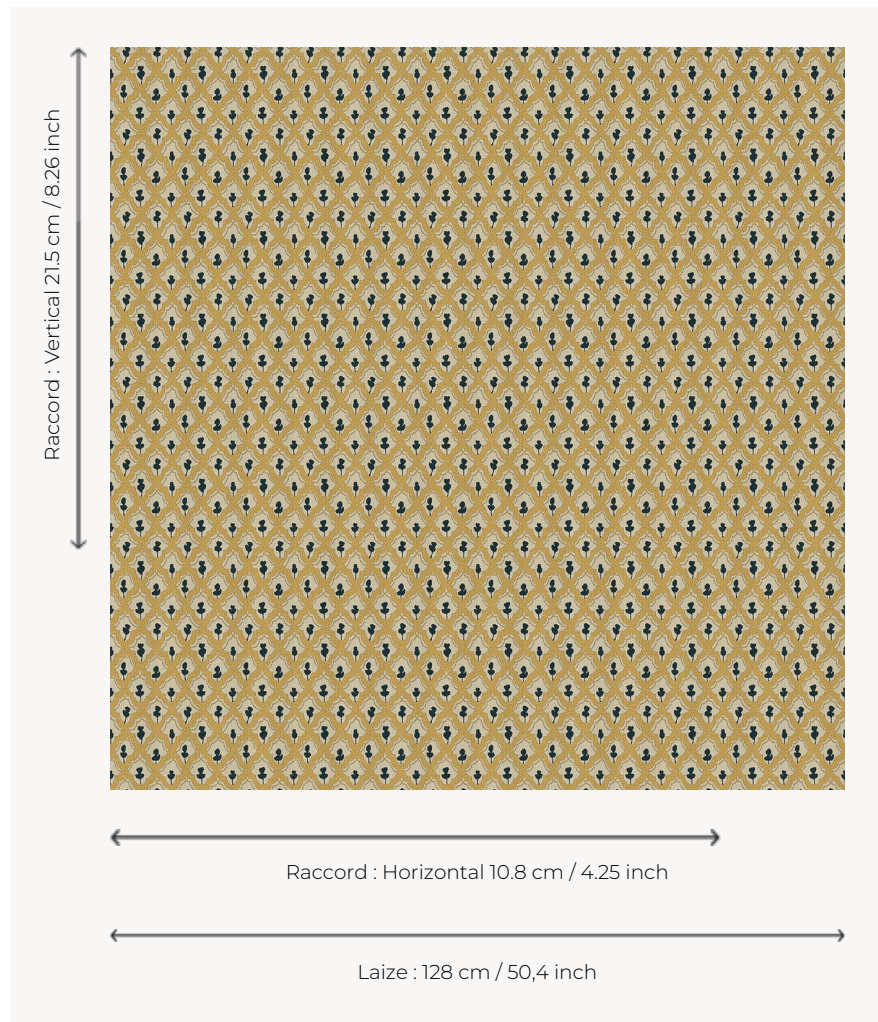 Raccord : Vertical 21.5 cm / 8.26 inch
Raccord : Horizontal 10.8 cm / 4.25 inch
Laize : 128 cm / 50,4 inch